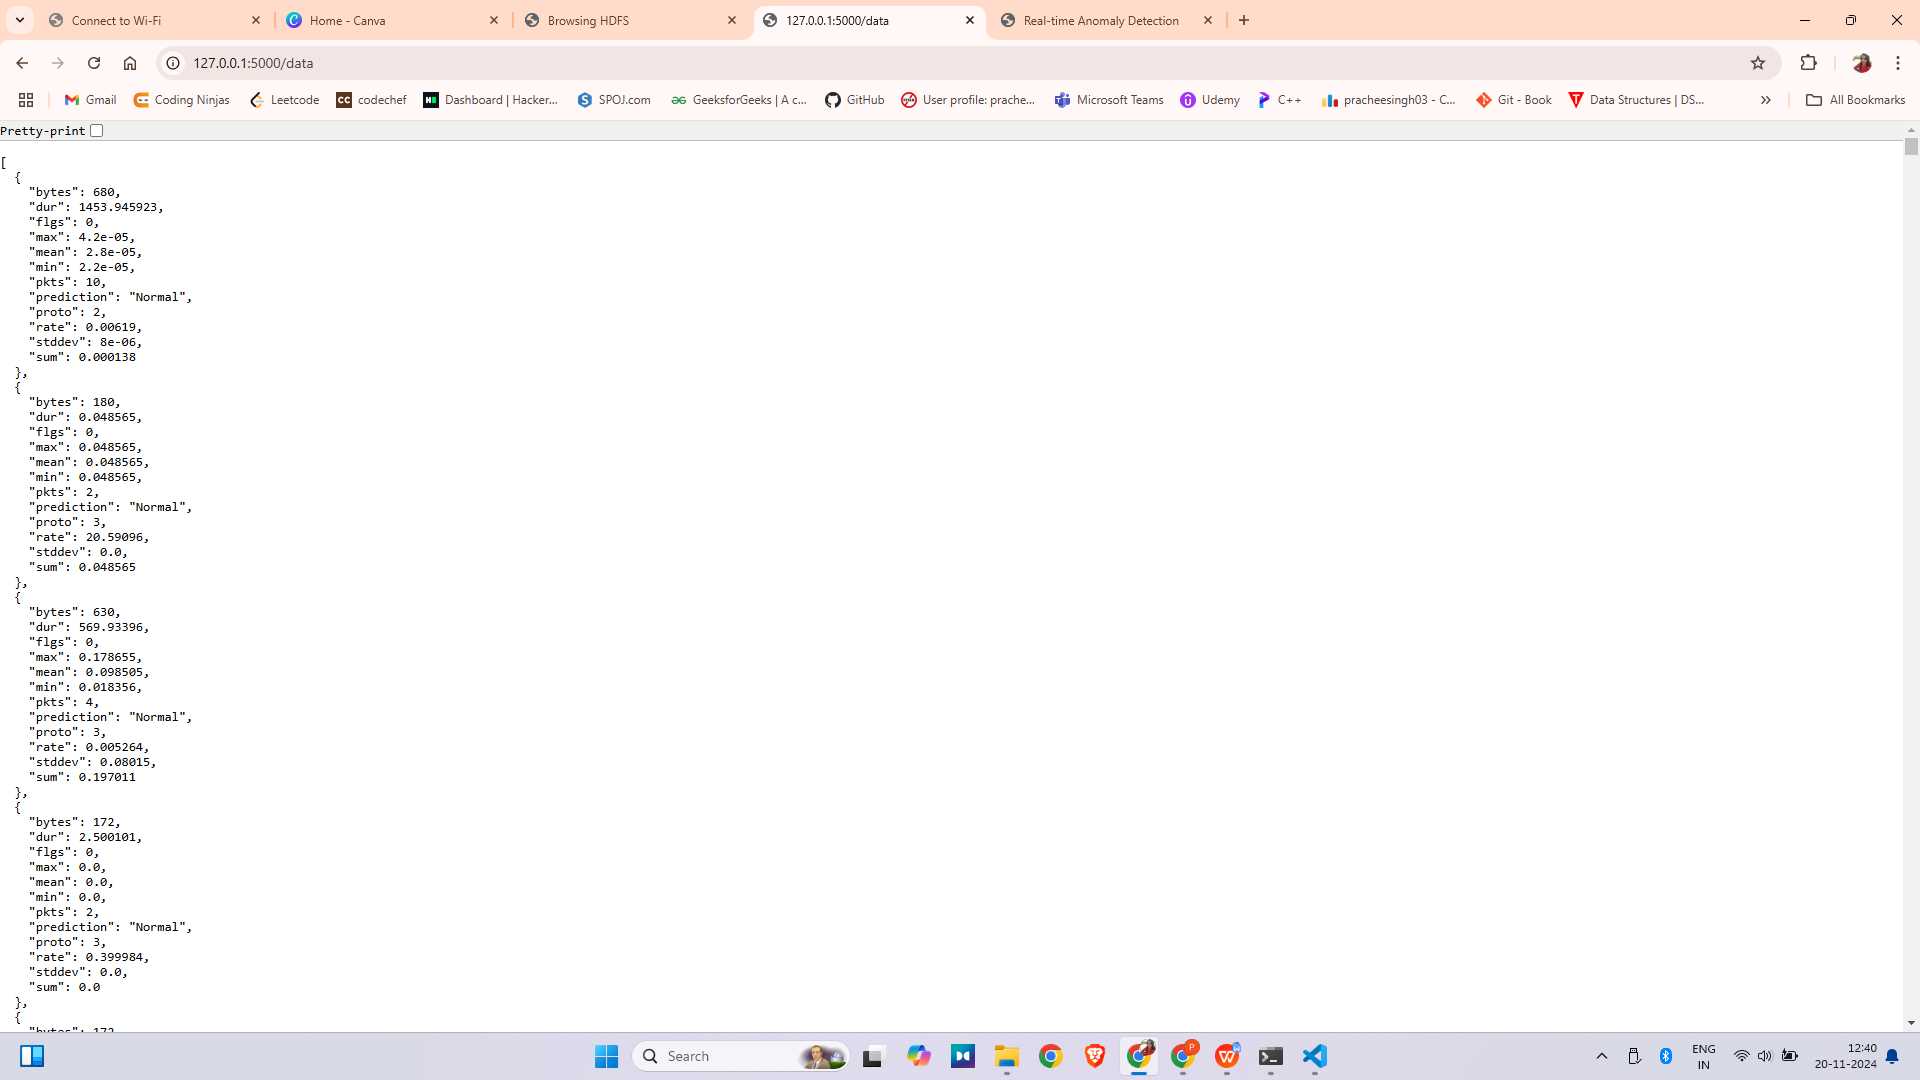 Connect to Wi-Fi
Home - Canva
Browsing HDFS
127.0.0.1:5000/data
Real-time Anomaly Detection
127.0.0.1:5000/data
Gmail
Coding Ninjas
Leetcode
codechef
Dashboard | Hacker...
SPOJ.com
GeeksforGeeks | A c...
GitHub
User profile: prache...
Microsoft Teams
Udemy
C++
pracheesingh03 - C...
Git - Book
Data Structures | DS...
All Bookmarks
Pretty-print
[
{
"bytes": 680,
"dur": 1453.945923,
"flgs": 0,
"max": 4.2e-05,
"mean": 2.8e-05,
"min": 2.2e-05,
"pkts": 10,
"prediction": "Normal",
"proto": 2,
"rate": 0.00619,
"stddev": 8e-06,
"sum": 0.000138
},
{
"bytes": 180,
"dur": 0.048565,
"flgs": 0,
"max": 0.048565,
"mean": 0.048565,
"min": 0.048565,
"pkts": 2,
"prediction": "Normal",
"proto": 3,
"rate": 20.59096,
"stddev": 0.0,
"sum": 0.048565
},
{
"bytes": 630,
"dur": 569.93396,
"flgs": 0,
"max": 0.178655,
"mean": 0.098505,
"min": 0.018356,
"pkts": 4,
"prediction": "Normal",
"proto": 3,
"rate": 0.005264,
"stddev": 0.08015,
"sum": 0.197011
},
{
"bytes": 172,
"dur": 2.500101,
"flgs": 0,
"max": 0.0,
"mean": 0.0,
"min": 0.0,
"pkts": 2,
"prediction": "Normal",
"proto": 3,
"rate": 0.399984,
"stddev": 0.0,
"sum": 0.0
},
{
Search
ENG
IN
12:40
20-11-2024